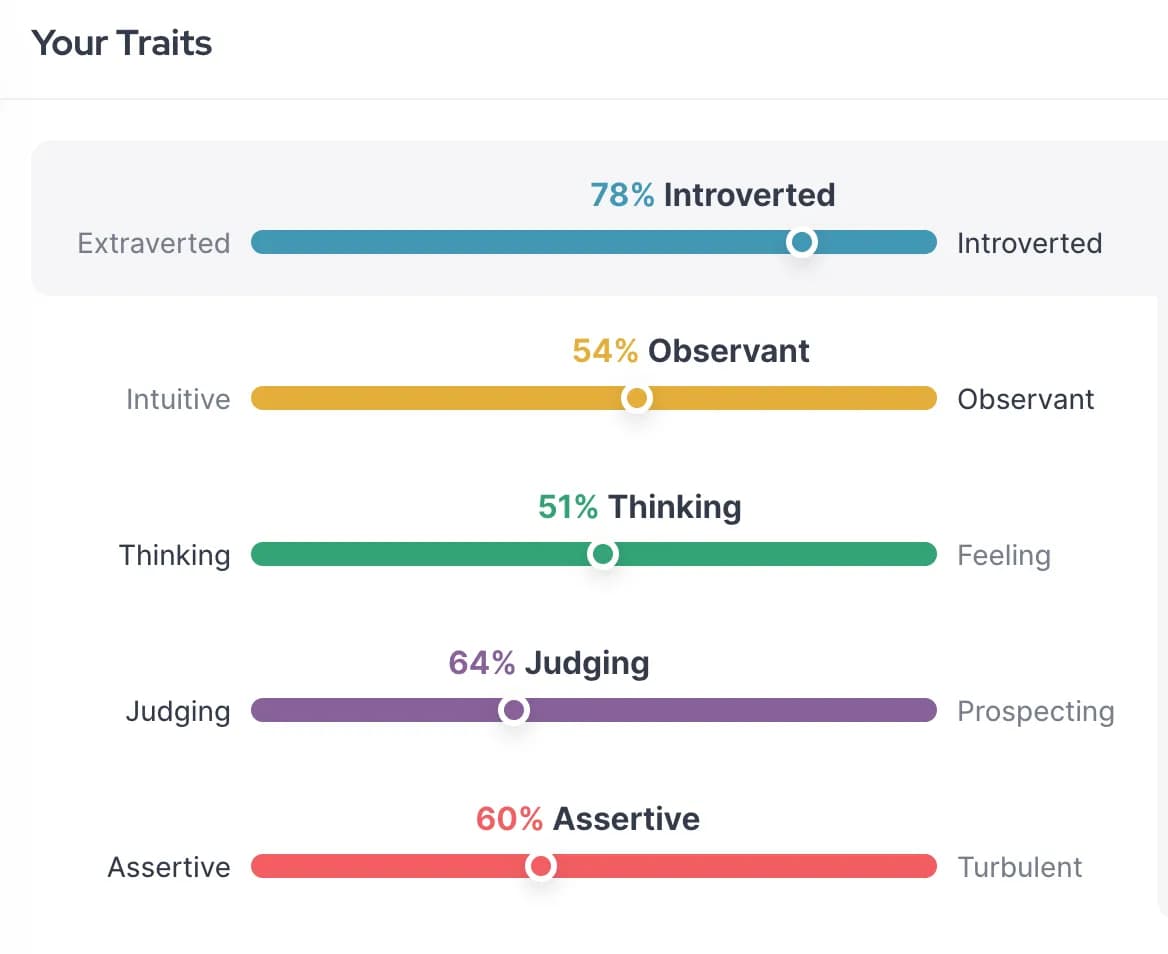 Your Traits
78% Introverted
Extraverted Introverted
54% Observant
Intuitive Observant
51% Thinking
Thinking Feeling
64% Judging
Judging Prospecting
60% Assertive
Assertive Turbulent